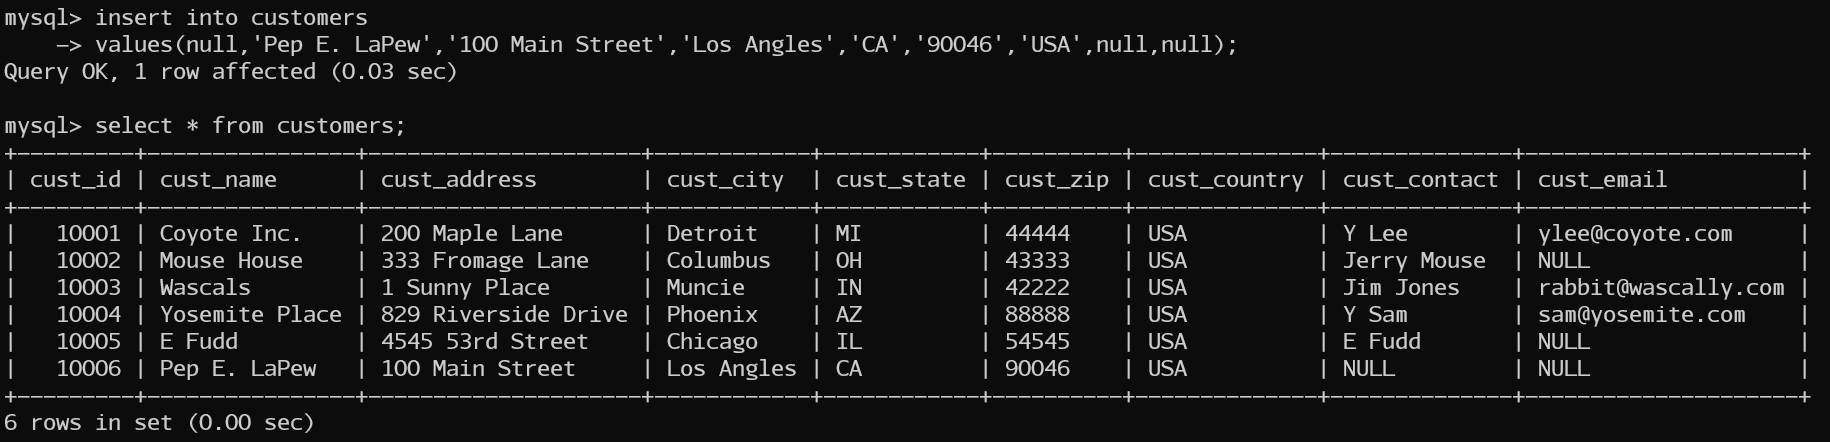 mysql> insert into customers
    -> values(null,'Pep E. LaPew','100 Main Street','Los Angles','CA','90046','USA',null,null);
Query OK, 1 row affected (0.03 sec)

mysql> select * from customers;
+---------+----------------+---------------------+------------+------------+---------+--------------+--------------+---------------------+
| cust_id | cust_name      | cust_address        | cust_city  | cust_state | cust_zip | cust_country | cust_contact | cust_email          |
+---------+----------------+---------------------+------------+------------+---------+--------------+--------------+---------------------+
|   10001 | Coyote Inc.    | 200 Maple Lane      | Detroit    | MI         | 44444    | USA          | Y Lee        | ylee@coyote.com     |
|   10002 | Mouse House    | 333 Fromage Lane    | Columbus   | OH         | 43333    | USA          | Jerry Mouse  | NULL                |
|   10003 | Wascals        | 1 Sunny Place       | Muncie     | IN         | 42222    | USA          | Jim Jones    | rabbit@wascally.com |
|   10004 | Yosemite Place | 829 Riverside Drive | Phoenix    | AZ         | 88888    | USA          | Y Sam        | sam@yosemite.com    |
|   10005 | E Fudd         | 4545 53rd Street    | Chicago    | IL         | 54545    | USA          | E Fudd       | NULL                |
|   10006 | Pep E. LaPew   | 100 Main Street     | Los Angles | CA         | 90046    | USA          | NULL         | NULL                |
+---------+----------------+---------------------+------------+------------+---------+--------------+--------------+---------------------+
6 rows in set (0.00 sec)